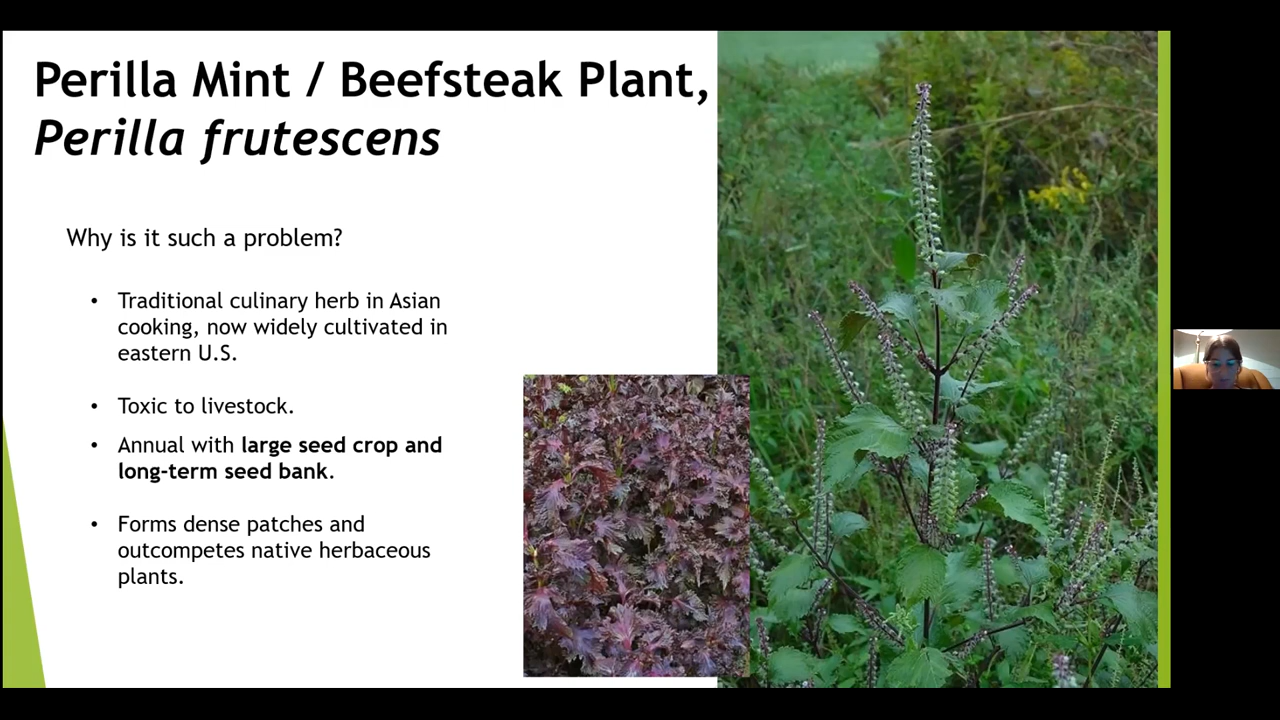 Perilla Mint / Beefsteak Plant,
Perilla frutescens
Why is it such a problem?
• Traditional culinary herb in Asian
cooking, now widely cultivated in
eastern U.S.
• Toxic to livestock.
• Annual with large seed crop and
long-term seed bank.
• Forms dense patches and
outcompetes native herbaceous
plants.